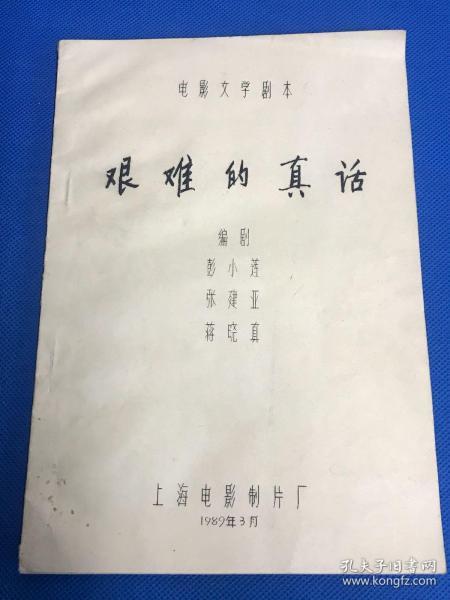 电影文学剧本
艰难的真话
编剧
彭小莲
张建亚
蒋晓真
上海电影制片厂
1989年3月
孔夫子旧书网
www.kongfz.com